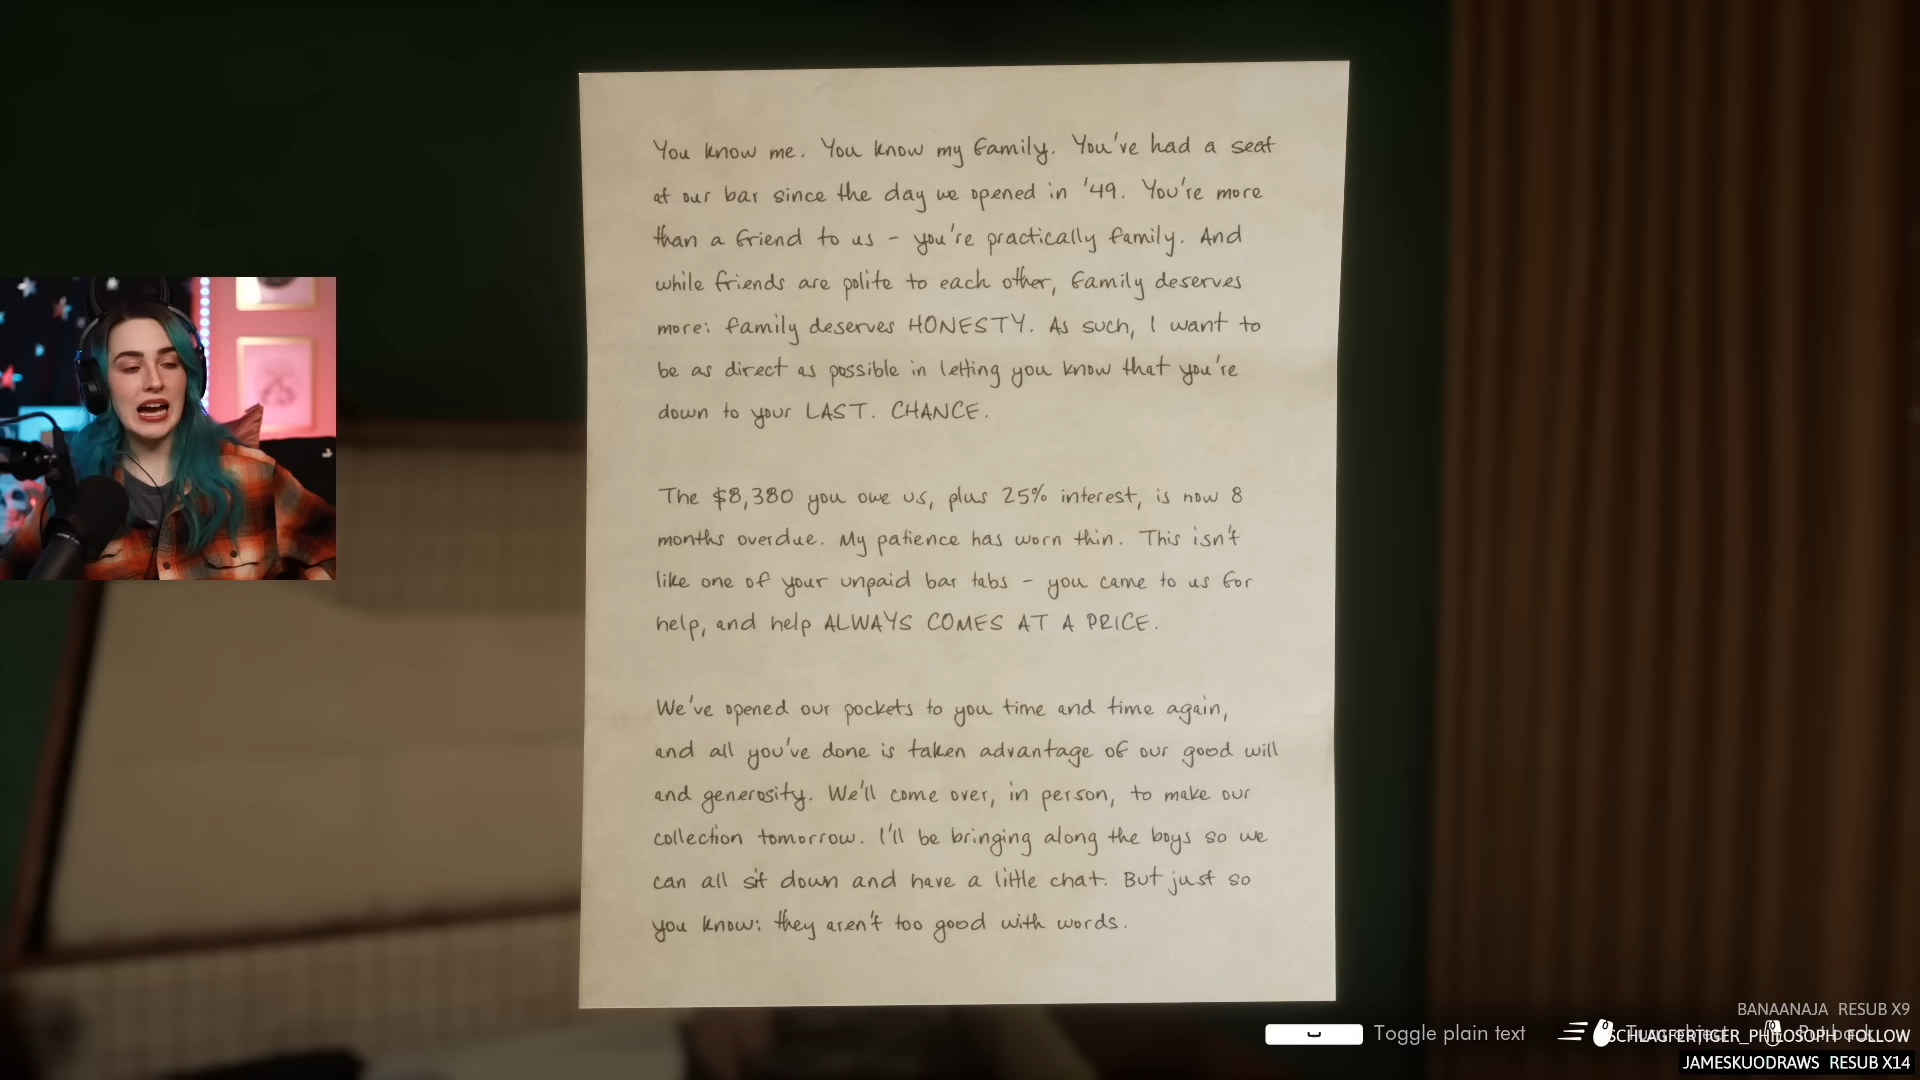 You know me. You know my family. You've had a seat
at our bar since the day we opened in '49. You're more
than a friend to us - you're practically family. And
while friends are polite to each other, family deserves
more: family deserves HONESTY. As such, I want to
be as direct as possible in letting you know that you're
down to your LAST. CHANCE.
The $8,380 you owe us, plus 25% interest, is now 8
months overdue. My patience has worn thin. This isn't
like one of your unpaid bar tabs - you came to us for
help, and help ALWAYS COMES AT A PRICE.
We've opened our pockets to you time and time again,
and all you've done is taken advantage of our good will
and generosity. We'll come over, in person, to make our
collection tomorrow. I'll be bringing along the boys so we
can all sit down and have a little chat. But just so
you know: they aren't too good with words.
BANAANAJA RESUB X9
Toggle plain text
SCHLAGFERTIGER_PHILOSOPH FOLLOW
JAMESKUODRAWS RESUB X14